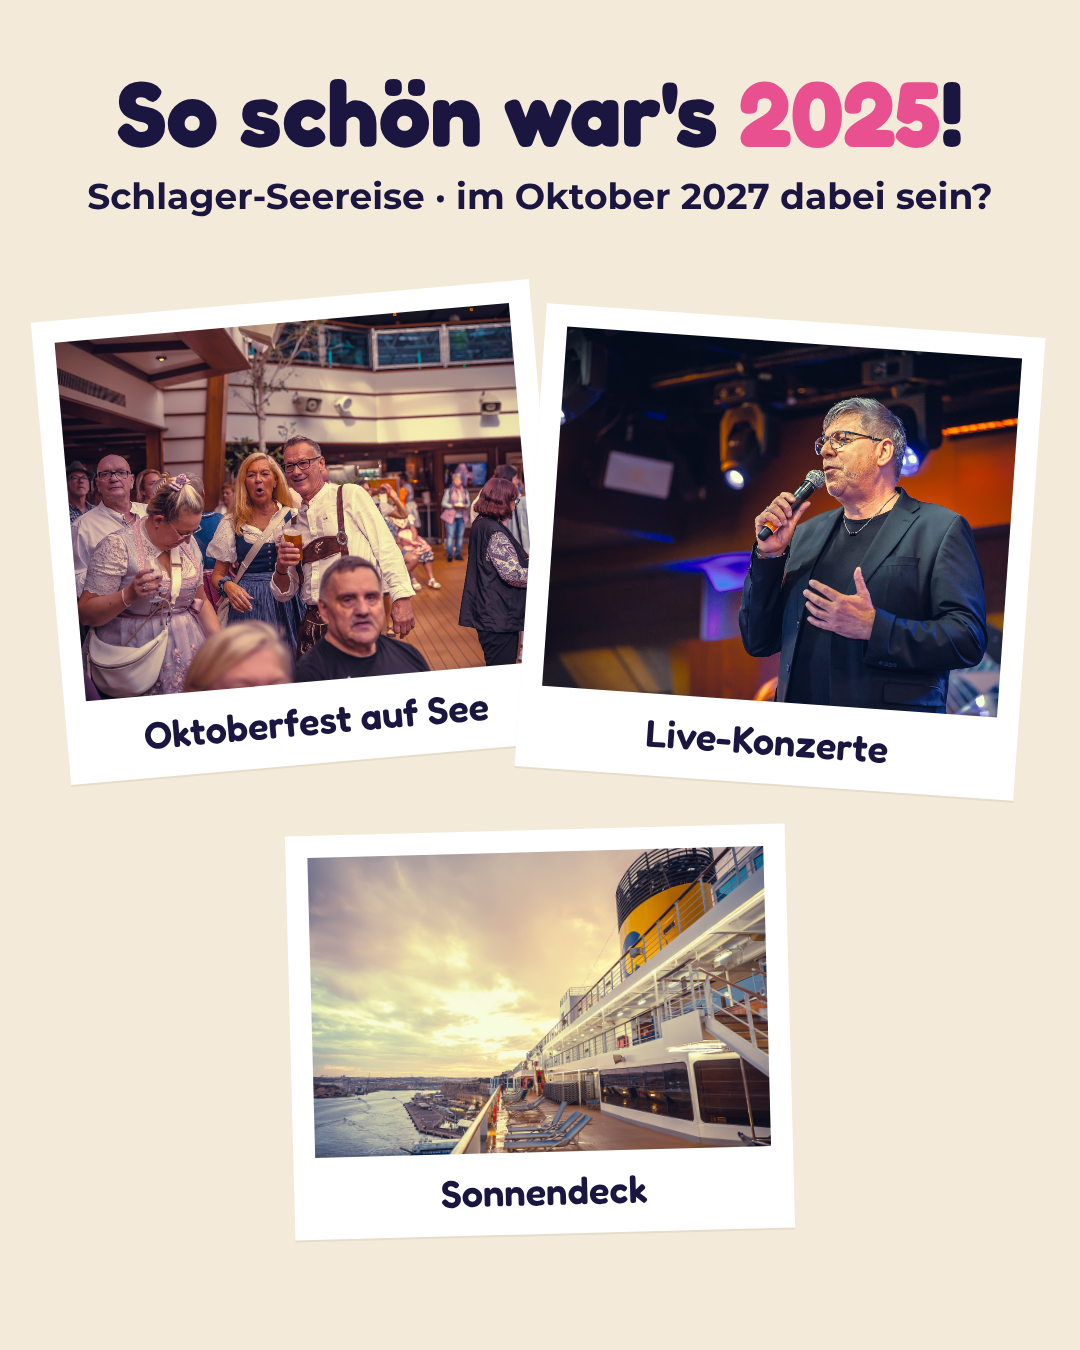 So schön war's 2025!
Schlager-Seereise · im Oktober 2027 dabei sein?
Oktoberfest auf See
Live-Konzerte
Sonnendeck